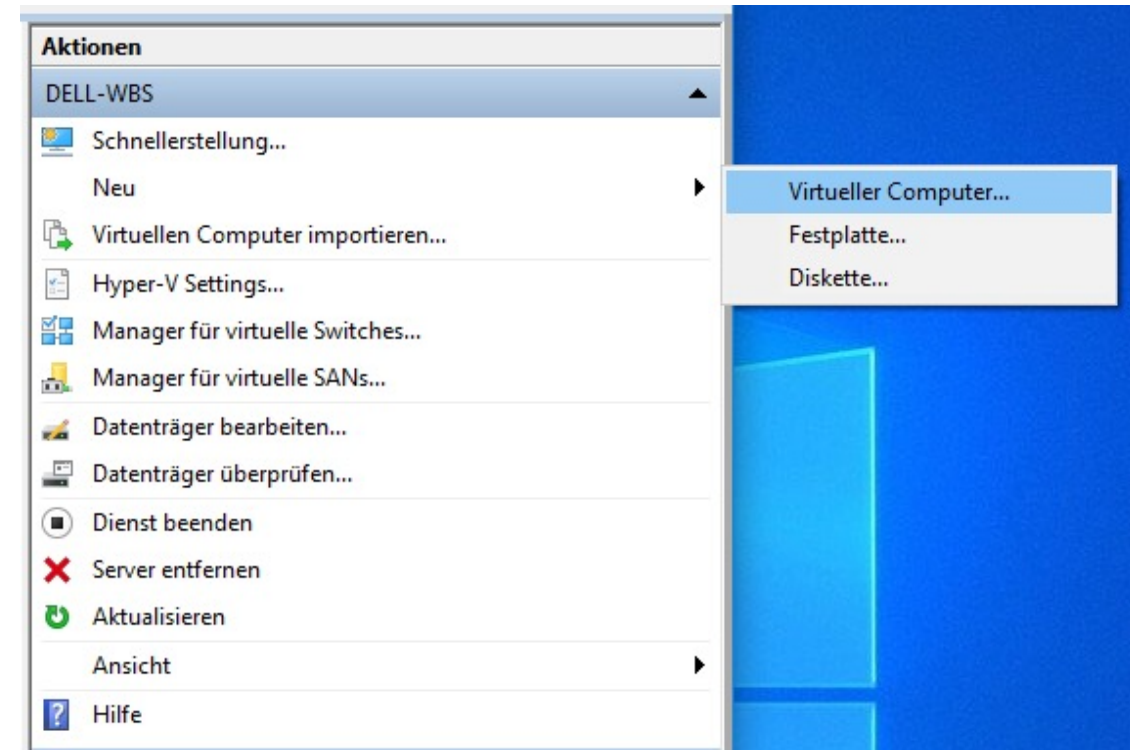 Aktionen
DELL-WBS
Schnellerstellung...
Neu
Virtueller Computer...
Festplatte...
Diskette...
Virtuellen Computer importieren...
Hyper-V Settings...
Manager für virtuelle Switches...
Manager für virtuelle SANs...
Datenträger bearbeiten...
Datenträger überprüfen...
Dienst beenden
Server entfernen
Aktualisieren
Ansicht
Hilfe